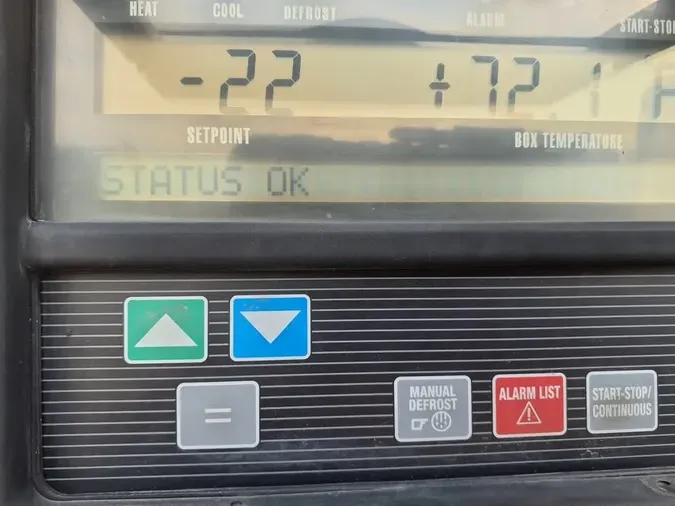 HEAT COOL DEFROST ALARM START-STOP
-22 +72.1 F
SETPOINT BOX TEMPERATURE
STATUS OK
=
MANUAL DEFROST
ALARM LIST
START-STOP/
CONTINUOUS